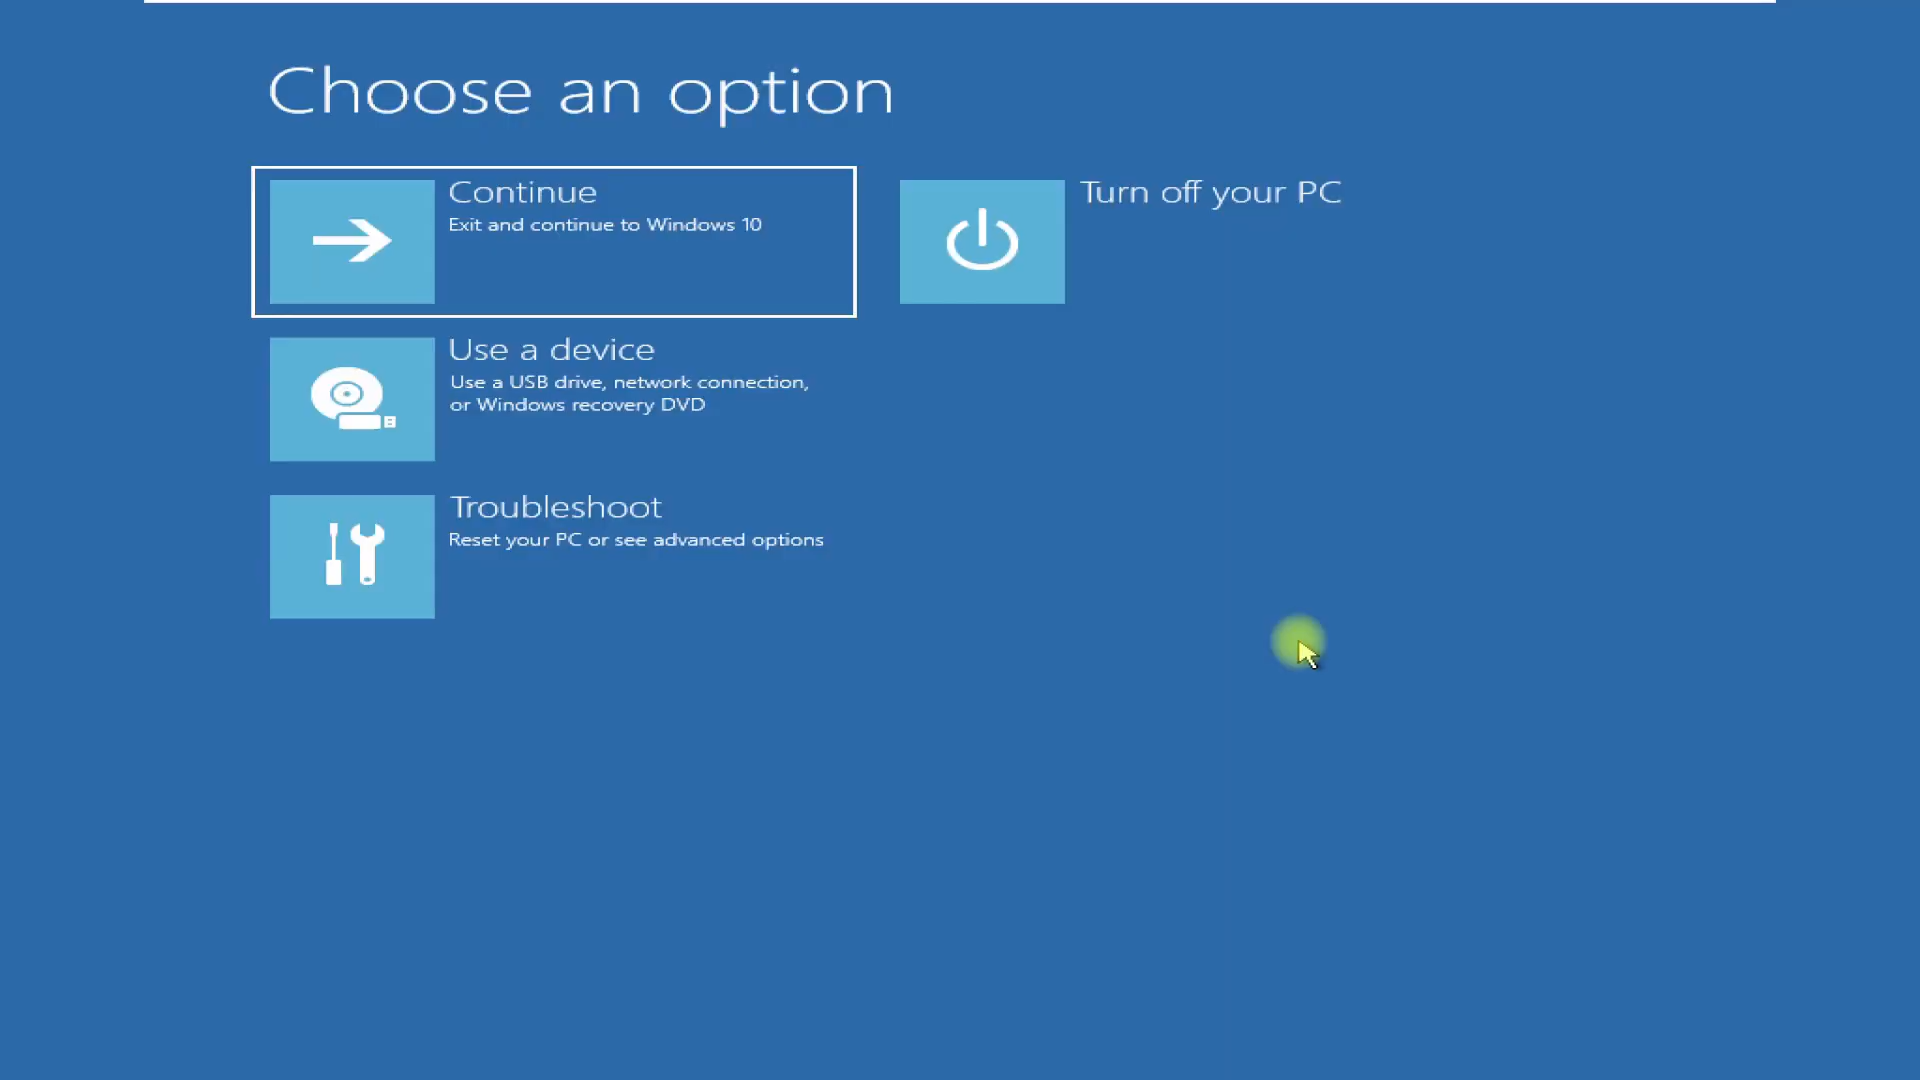 Choose an option
Continue
Exit and continue to Windows 10
Turn off your PC
Use a device
Use a USB drive, network connection,
or Windows recovery DVD
Troubleshoot
Reset your PC or see advanced options